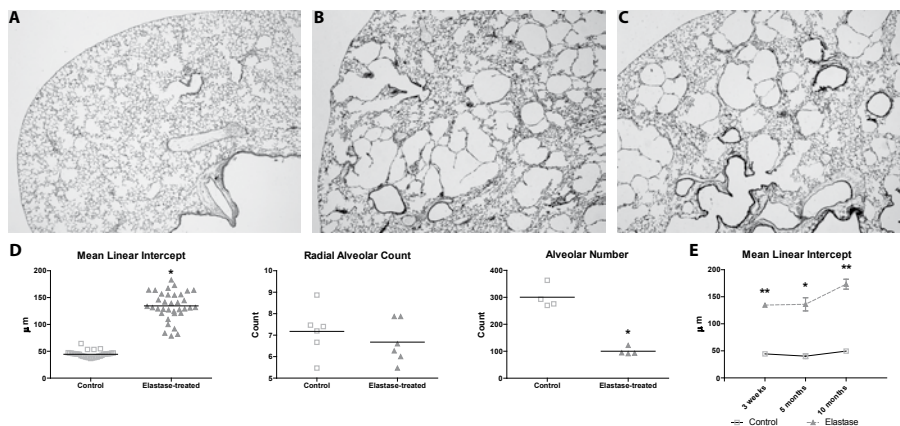 A
B
C
D
Mean Linear Intercept
200
150
100
50
0
µm
*
Control
Elastase-treated
Radial Alveolar Count
10
9
8
7
6
5
Count
Control
Elastase-treated
Alveolar Number
400
300
200
100
0
Count
*
Control
Elastase-treated
E
Mean Linear Intercept
200
150
100
50
0
µm
**
*
**
3 weeks
5 months
10 months
Control
Elastase